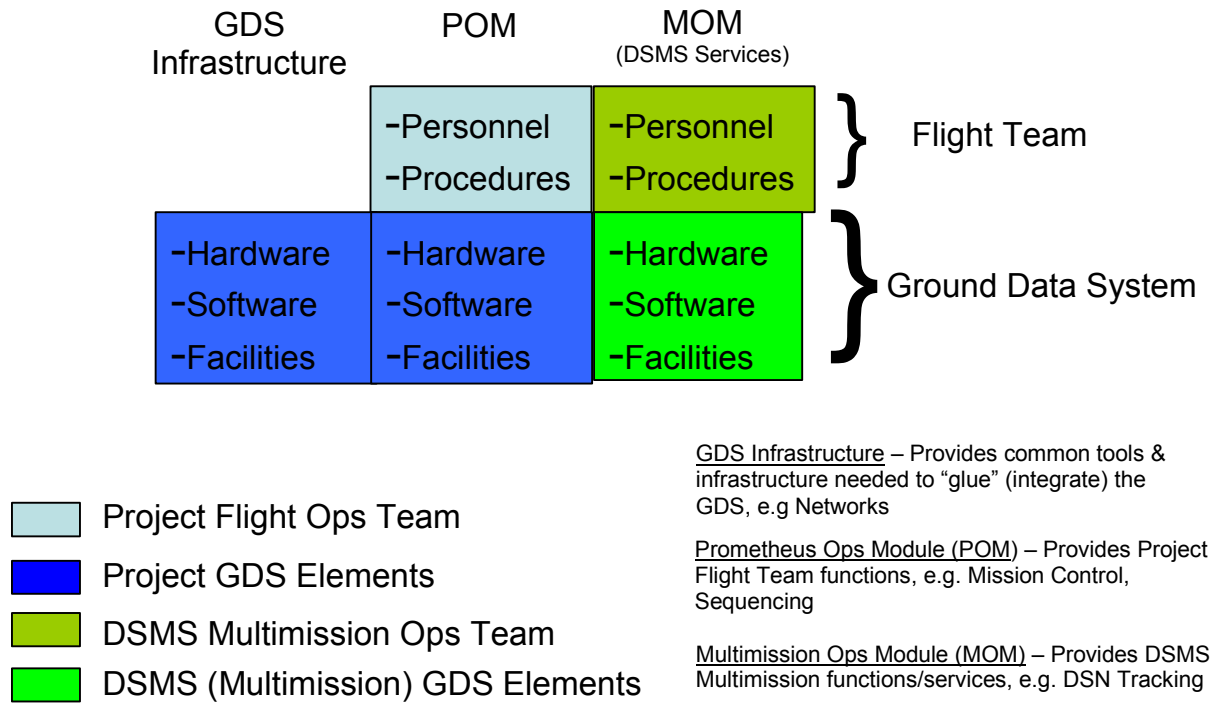 GDS
Infrastructure
POM
MOM
(DSMS Services)
-Personnel
-Procedures
-Personnel
-Procedures
}
Flight Team
-Hardware
-Software
-Facilities
-Hardware
-Software
-Facilities
-Hardware
-Software
-Facilities
}
Ground Data System
Project Flight Ops Team
Project GDS Elements
DSMS Multimission Ops Team
DSMS (Multimission) GDS Elements
GDS Infrastructure – Provides common tools &
infrastructure needed to “glue” (integrate) the
GDS, e.g Networks
Prometheus Ops Module (POM) – Provides Project
Flight Team functions, e.g. Mission Control,
Sequencing
Multimission Ops Module (MOM) – Provides DSMS
Multimission functions/services, e.g. DSN Tracking